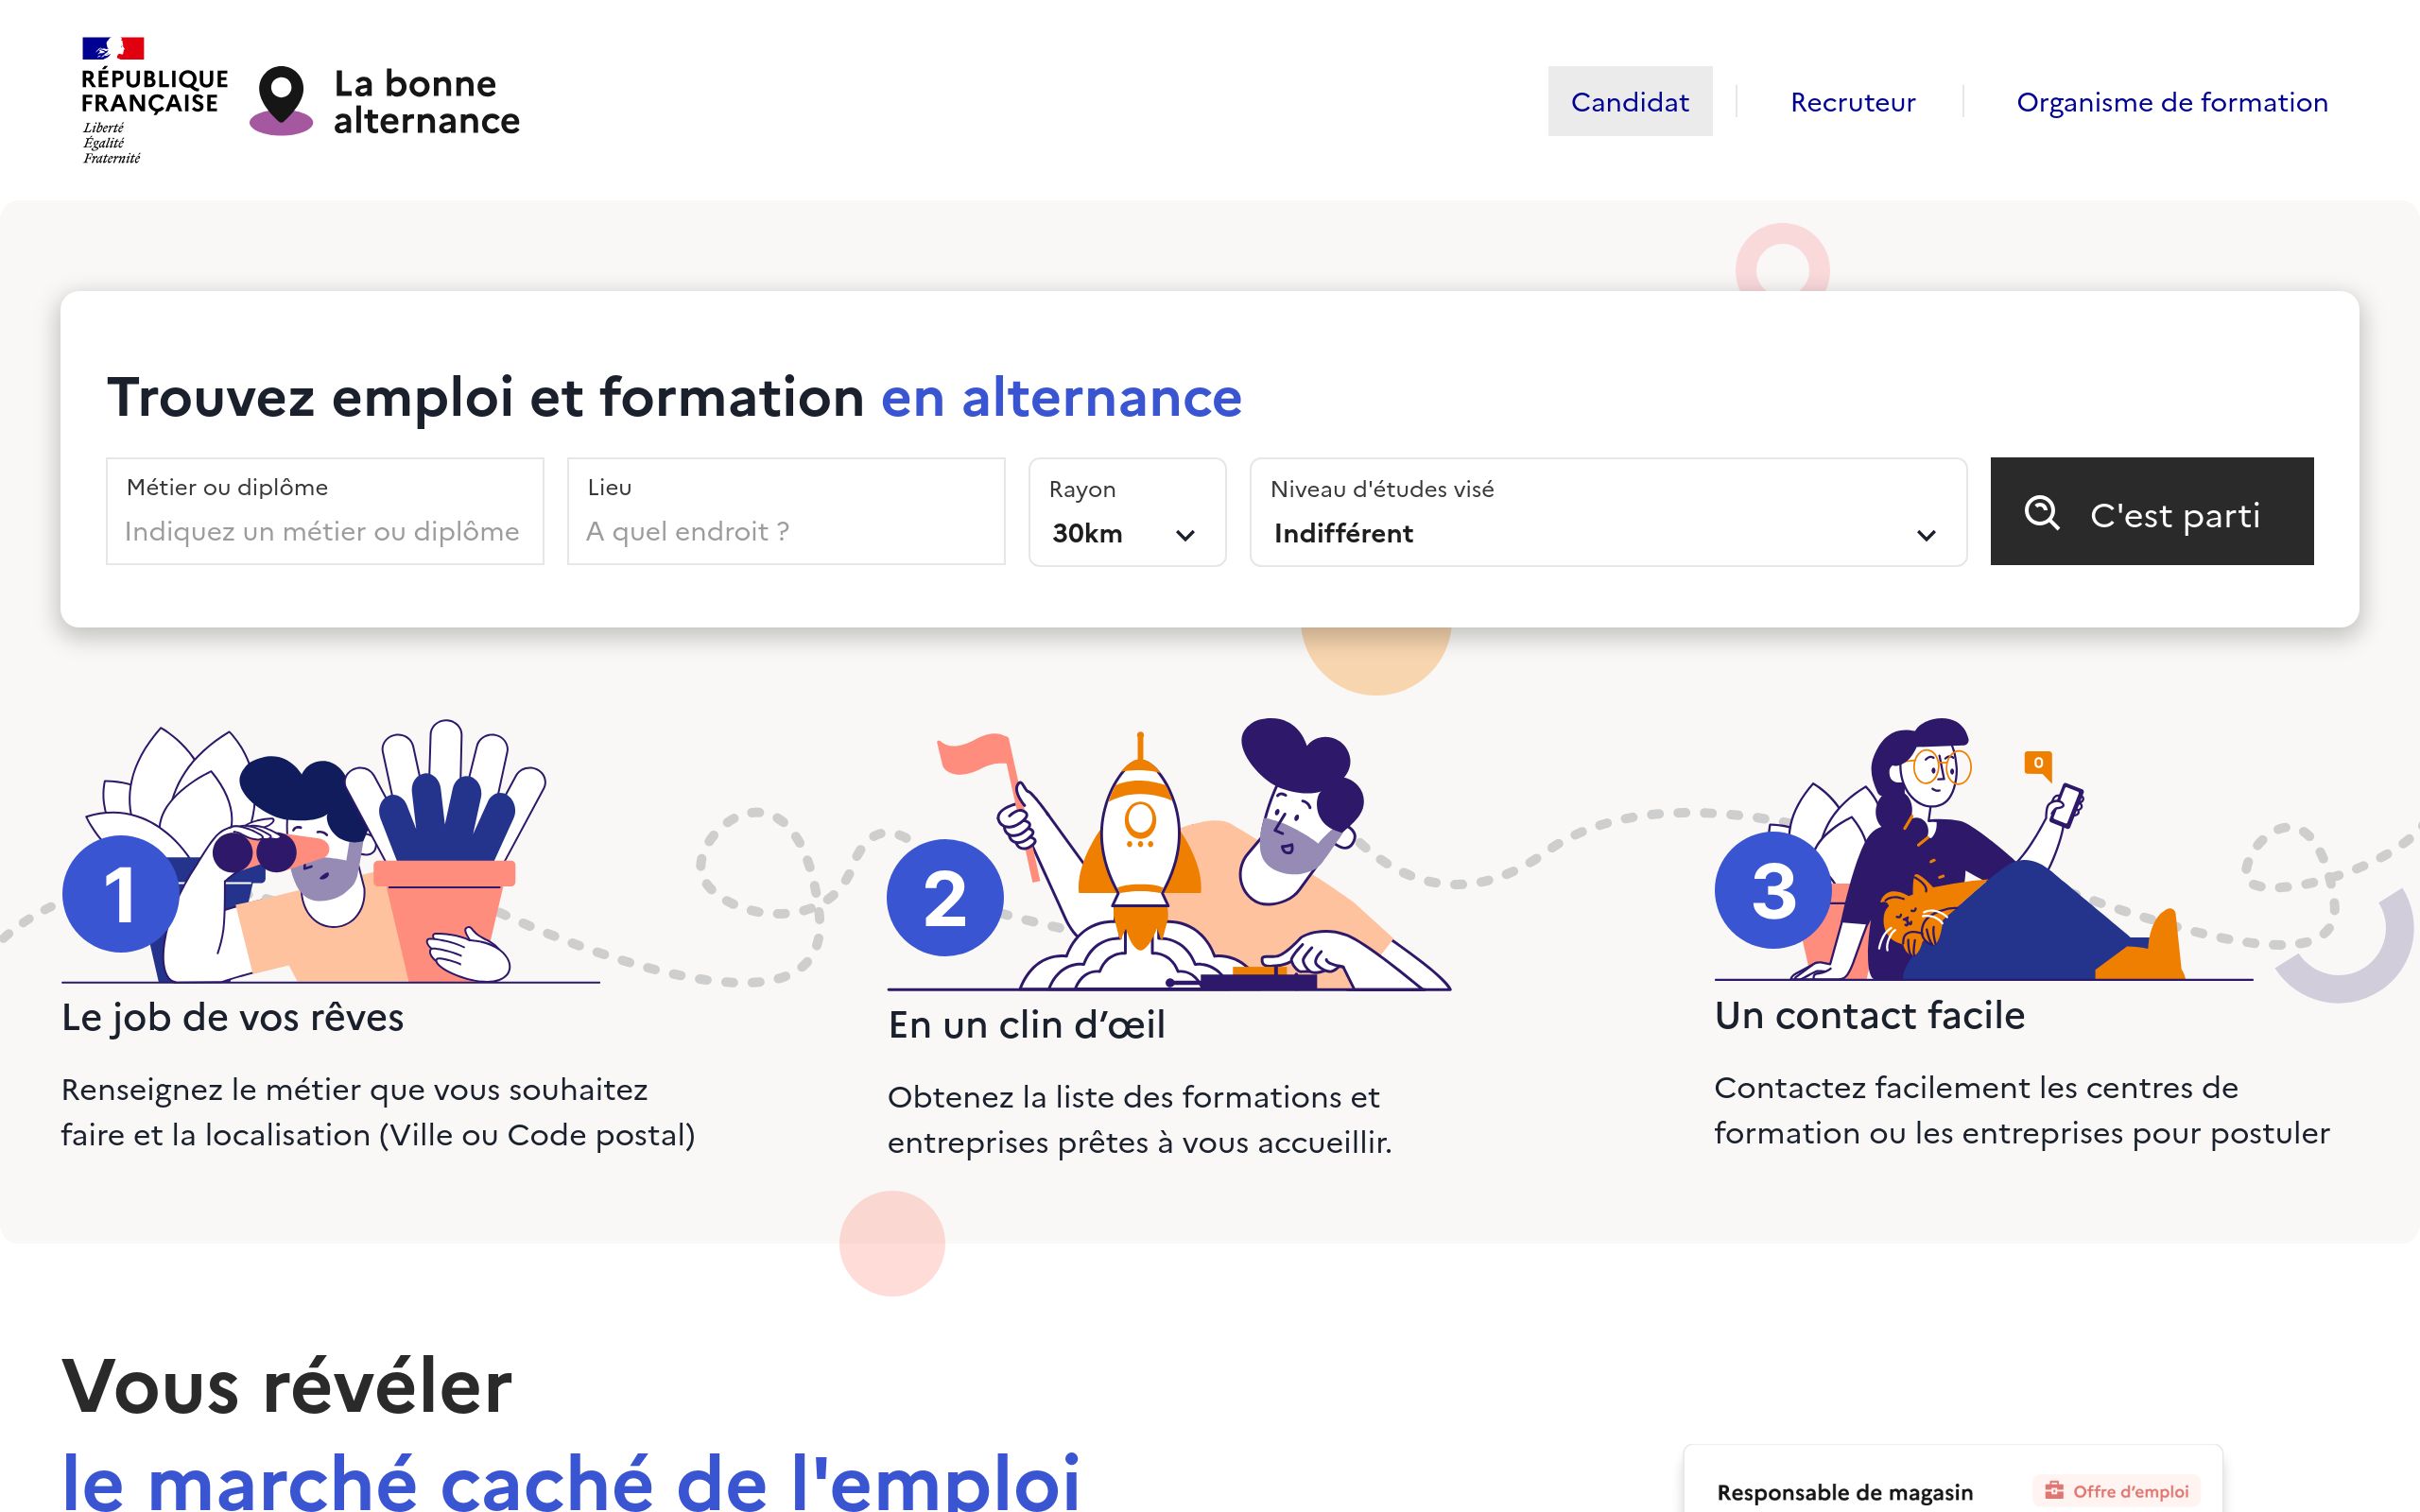 RÉPUBLIQUE
FRANÇAISE
Liberté
Égalité
Fraternité
La bonne
alternance
Candidat
Recruteur
Organisme de formation
Trouvez emploi et formation en alternance
Métier ou diplôme
Indiquez un métier ou diplôme
Lieu
A quel endroit ?
Rayon
30km
Niveau d'études visé
Indifférent
C'est parti
1
Le job de vos rêves
Renseignez le métier que vous souhaitez
faire et la localisation (Ville ou Code postal)
2
En un clin d’œil
Obtenez la liste des formations et
entreprises prêtes à vous accueillir.
0
3
Un contact facile
Contactez facilement les centres de
formation ou les entreprises pour postuler
Vous révéler
le marché caché de l'emploi
Responsable de magasin
Offre d’emploi